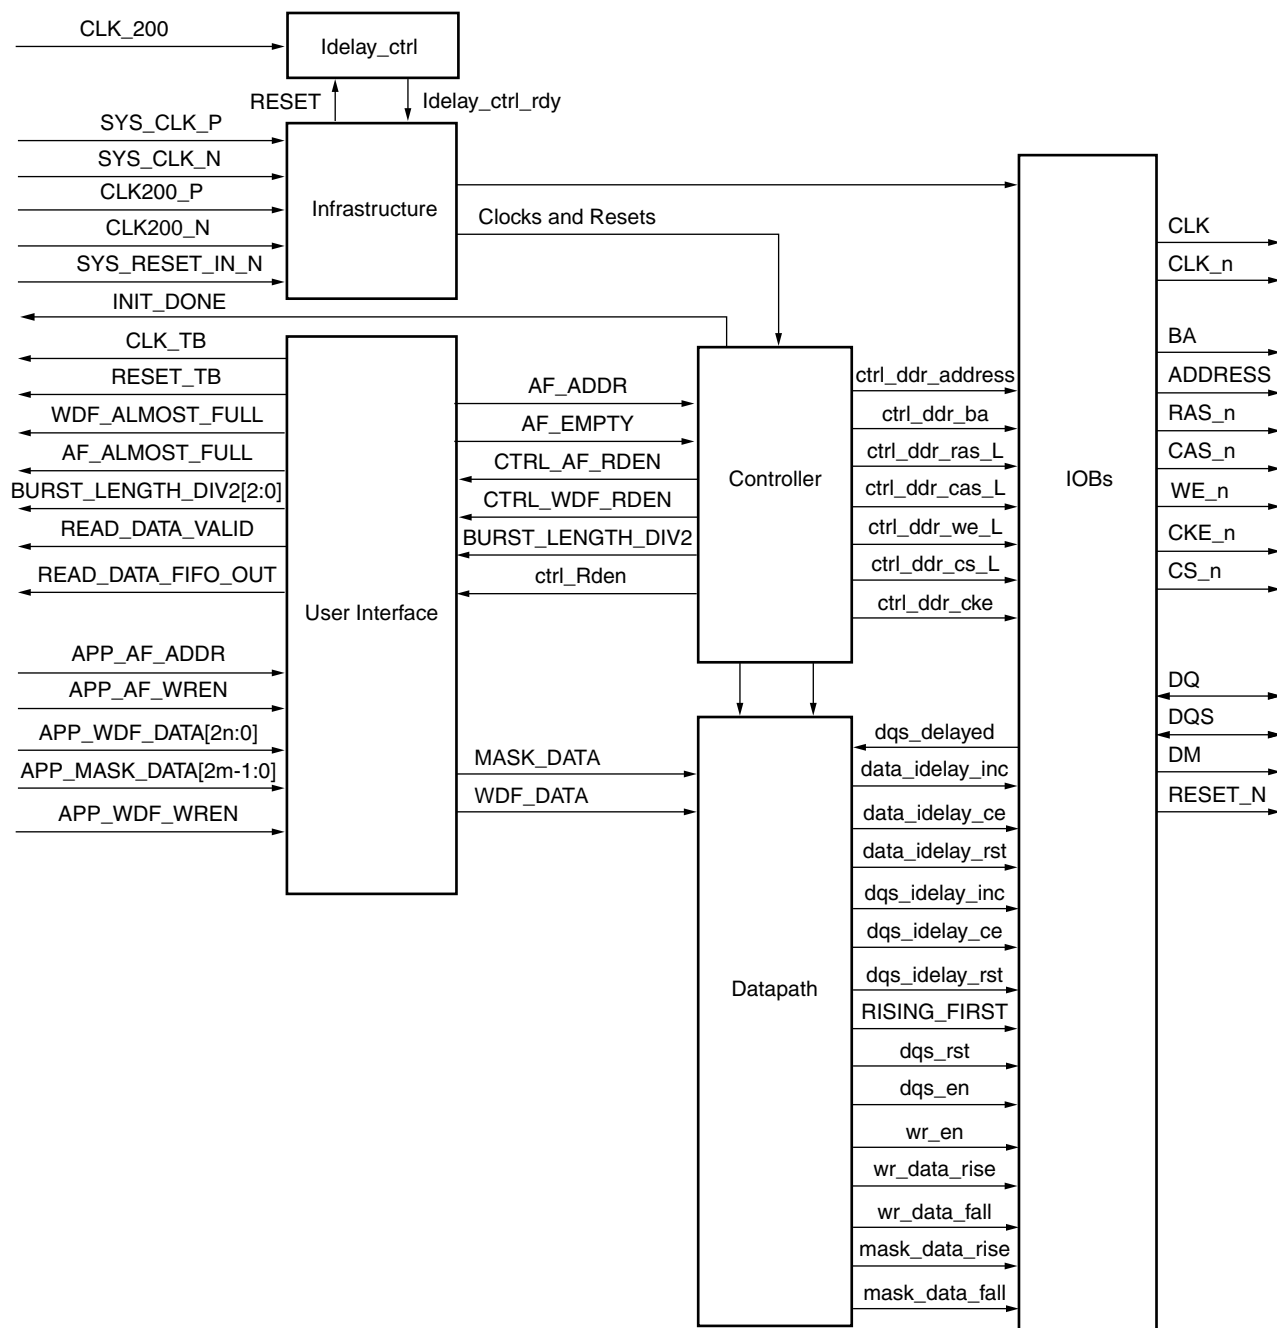 CLK_200
Idelay_ctrl
RESET
Idelay_ctrl_rdy
SYS_CLK_P
SYS_CLK_N
CLK200_P
CLK200_N
SYS_RESET_IN_N
Infrastructure
Clocks and Resets
INIT_DONE
CLK_TB
RESET_TB
WDF_ALMOST_FULL
AF_ALMOST_FULL
BURST_LENGTH_DIV2[2:0]
READ_DATA_VALID
READ_DATA_FIFO_OUT
APP_AF_ADDR
APP_AF_WREN
APP_WDF_DATA[2n:0]
APP_MASK_DATA[2m-1:0]
APP_WDF_WREN
User Interface
AF_ADDR
AF_EMPTY
CTRL_AF_RDEN
CTRL_WDF_RDEN
BURST_LENGTH_DIV2
ctrl_Rden
MASK_DATA
WDF_DATA
Controller
ctrl_ddr_address
ctrl_ddr_ba
ctrl_ddr_ras_L
ctrl_ddr_cas_L
ctrl_ddr_we_L
ctrl_ddr_cs_L
ctrl_ddr_cke
Datapath
dqs_delayed
data_idelay_inc
data_idelay_ce
data_idelay_rst
dqs_idelay_inc
dqs_idelay_ce
dqs_idelay_rst
RISING_FIRST
dqs_rst
dqs_en
wr_en
wr_data_rise
wr_data_fall
mask_data_rise
mask_data_fall
IOBs
CLK
CLK_n
BA
ADDRESS
RAS_n
CAS_n
WE_n
CKE_n
CS_n
DQ
DQS
DM
RESET_N